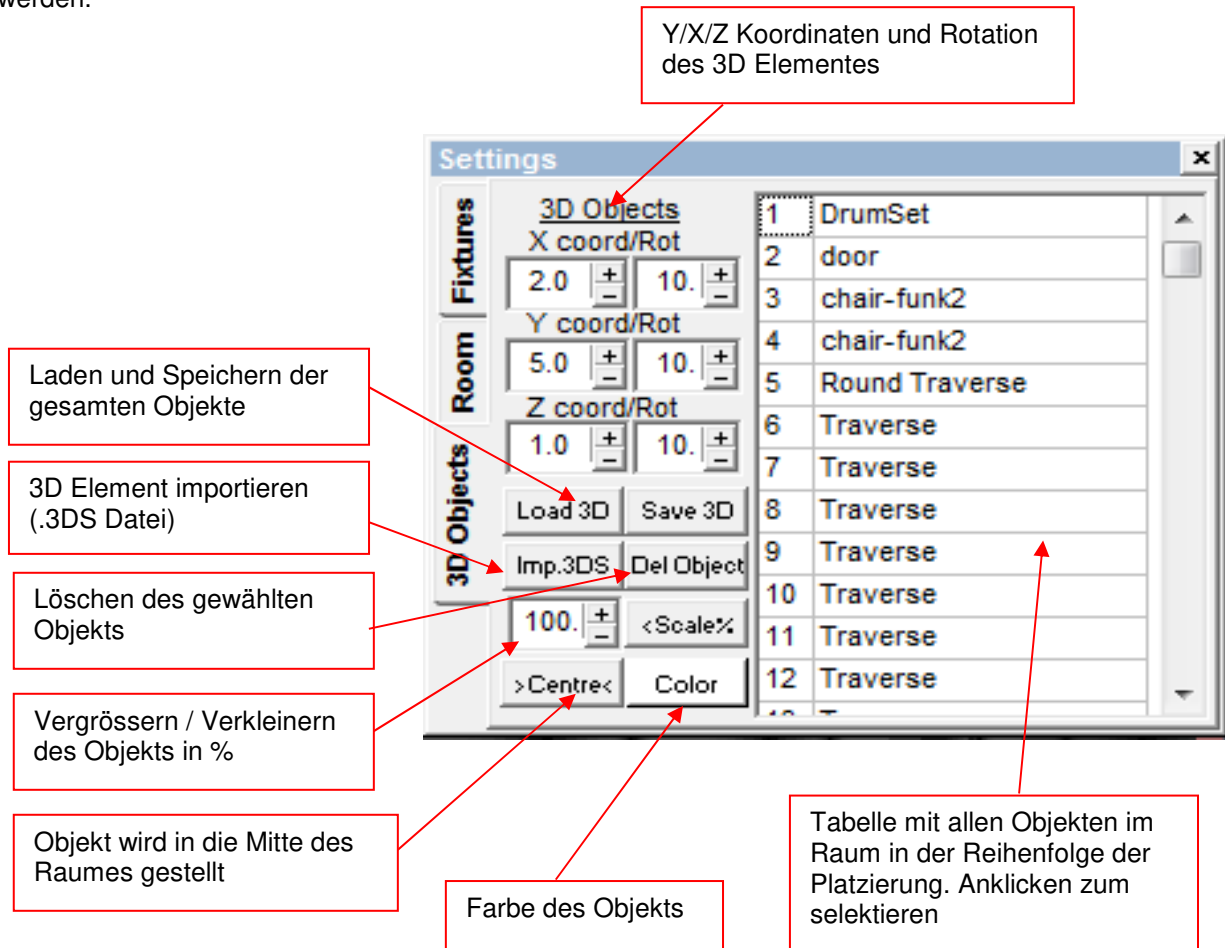 werden.
Y/X/Z Koordinaten und Rotation
des 3D Elementes
Settings
Fixtures
Room
3D Objects
3D Objects
X coord/Rot
2.0 + - 10. + -
Y coord/Rot
5.0 + - 10. + -
Z coord/Rot
1.0 + - 10. + -
Load 3D Save 3D
Imp.3DS Del Object
100. + - <Scale%
>Centre< Color
1 DrumSet
2 door
3 chair-funk2
4 chair-funk2
5 Round Traverse
6 Traverse
7 Traverse
8 Traverse
9 Traverse
10 Traverse
11 Traverse
12 Traverse
Laden und Speichern der
gesamten Objekte
3D Element importieren
(.3DS Datei)
Löschen des gewählten
Objekts
Vergrössern / Verkleinern
des Objekts in %
Objekt wird in die Mitte des
Raumes gestellt
Farbe des Objekts
Tabelle mit allen Objekten im
Raum in der Reihenfolge der
Platzierung. Anklicken zum
selektieren